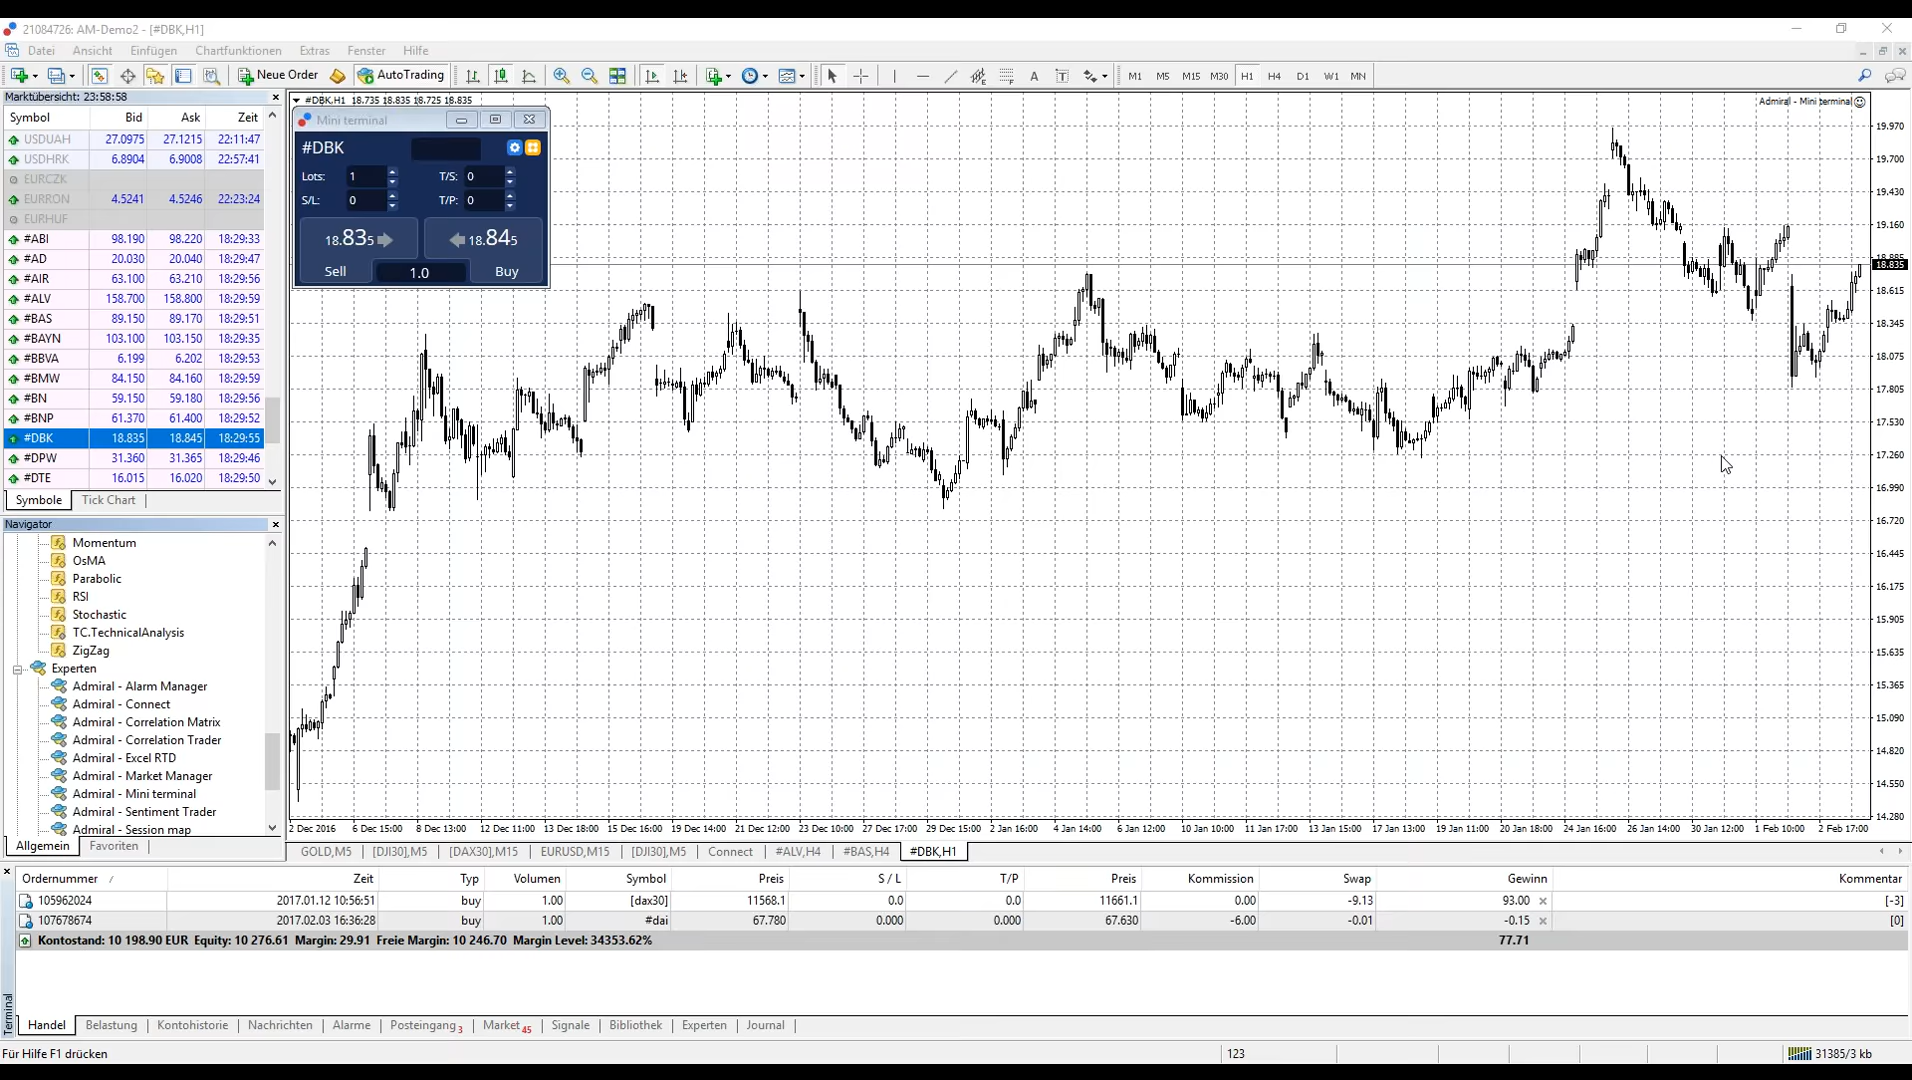 21084726: AM-Demo2 - [#DBK,H1]
Datei Ansicht Einfügen Chartfunktionen Extras Fenster Hilfe
Neue Order AutoTrading A T M1 M5 M15 M30 H1 H4 D1 W1 MN
Marktübersicht: 23:58:58
Symbol Bid Ask Zeit
USDUAH 27.0975 27.1215 22:11:47
USDHRK 6.8904 6.9008 22:57:41
EURCZK
EURRON 4.5241 4.5246 22:23:24
EURHUF
#ABI 98.190 98.220 18:29:33
#AD 20.030 20.040 18:29:47
#AIR 63.100 63.210 18:29:56
#ALV 158.700 158.800 18:29:59
#BAS 89.150 89.170 18:29:51
#BAYN 103.100 103.150 18:29:35
#BBVA 6.199 6.202 18:29:53
#BMW 84.150 84.160 18:29:59
#BN 59.150 59.180 18:29:56
#BNP 61.370 61.400 18:29:52
#DBK 18.835 18.845 18:29:55
#DPW 31.360 31.365 18:29:46
#DTE 16.015 16.020 18:29:50
Symbole Tick Chart
Navigator
Momentum
OsMA
Parabolic
RSI
Stochastic
TC.TechnicalAnalysis
ZigZag
Experten
Admiral - Alarm Manager
Admiral - Connect
Admiral - Correlation Matrix
Admiral - Correlation Trader
Admiral - Excel RTD
Admiral - Market Manager
Admiral - Mini terminal
Admiral - Sentiment Trader
Admiral - Session map
Allgemein Favoriten
#DBK,H1 18.735 18.835 18.725 18.835
Admiral - Mini terminal
Mini terminal
#DBK
Lots: 1 T/S: 0
S/L: 0 T/P: 0
18.835 18.845
Sell 1.0 Buy
19.970
19.700
19.430
19.160
18.835
18.615
18.345
18.075
17.805
17.530
17.260
16.990
16.720
16.445
16.175
15.905
15.635
15.365
15.090
14.820
14.550
14.280
2 Dec 2016 6 Dec 15:00 8 Dec 13:00 12 Dec 11:00 13 Dec 18:00 15 Dec 16:00 19 Dec 14:00 21 Dec 12:00 23 Dec 10:00 27 Dec 17:00 29 Dec 15:00 2 Jan 16:00 4 Jan 14:00 6 Jan 12:00 10 Jan 10:00 11 Jan 17:00 13 Jan 15:00 17 Jan 13:00 19 Jan 11:00 20 Jan 18:00 24 Jan 16:00 26 Jan 14:00 30 Jan 12:00 1 Feb 10:00 2 Feb 17:00
GOLD,M5 [DJI30],M5 [DAX30],M15 EURUSD,M15 [DJI30],M5 Connect #ALV,H4 #BAS,H4 #DBK,H1
Ordernummer Zeit Typ Volumen Symbol Preis S / L T/P Preis Kommission Swap Gewinn Kommentar
105962024 2017.01.12 10:56:51 buy 1.00 [dax30] 11568.1 0.0 0.0 11661.1 0.00 -9.13 93.00 [-3]
107678674 2017.02.03 16:36:28 buy 1.00 #dai 67.780 0.000 0.000 67.630 -6.00 -0.01 -0.15 [0]
Kontostand: 10 198.90 EUR Equity: 10 276.61 Margin: 29.91 Freie Margin: 10 246.70 Margin Level: 34353.62% 77.71
Terminal
Handel Belastung Kontohistorie Nachrichten Alarme Posteingang 3 Market 45 Signale Bibliothek Experten Journal
Für Hilfe F1 drücken 123 31385/3 kb